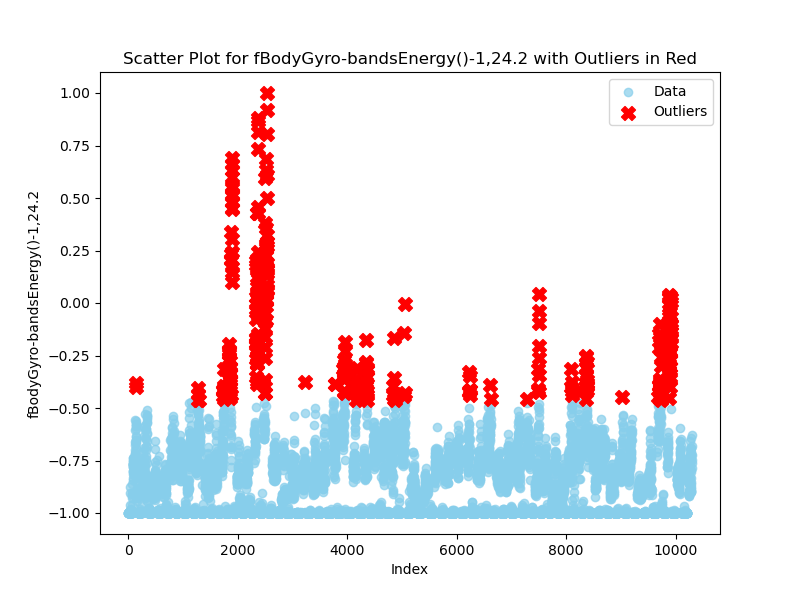 Scatter Plot for fBodyGyro-bandsEnergy()-1,24.2 with Outliers in Red
Data
Outliers
1.00
0.75
0.50
0.25
0.00
−0.25
−0.50
−0.75
−1.00
fBodyGyro-bandsEnergy()-1,24.2
0 2000 4000 6000 8000 10000
Index